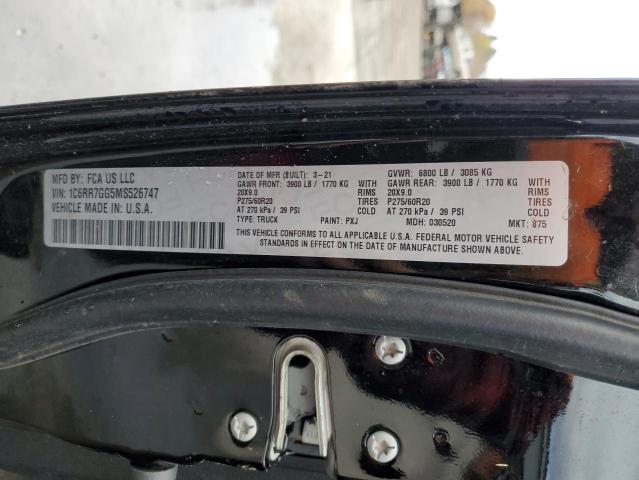 MFD BY: FCA US LLC
VIN: 1C6RR7GG5MS526747
VEHICLE MADE IN: U.S.A.
DATE OF MFR (BUILT): 3-21
GVWR: 6800 LB / 3085 KG
GAWR FRONT: 3900 LB / 1770 KG
GAWR REAR: 3900 LB / 1770 KG
20X9.0 RIMS 20X9.0 RIMS
P275/60R20 TIRES P275/60R20 TIRES
AT 270 kPa / 39 PSI AT 270 kPa / 39 PSI
TYPE: TRUCK PAINT: PXJ MDH: 030520 MKT: 875
THIS VEHICLE CONFORMS TO ALL APPLICABLE U.S.A. FEDERAL MOTOR VEHICLE SAFETY
STANDARDS IN EFFECT ON THE DATE OF MANUFACTURE SHOWN ABOVE.